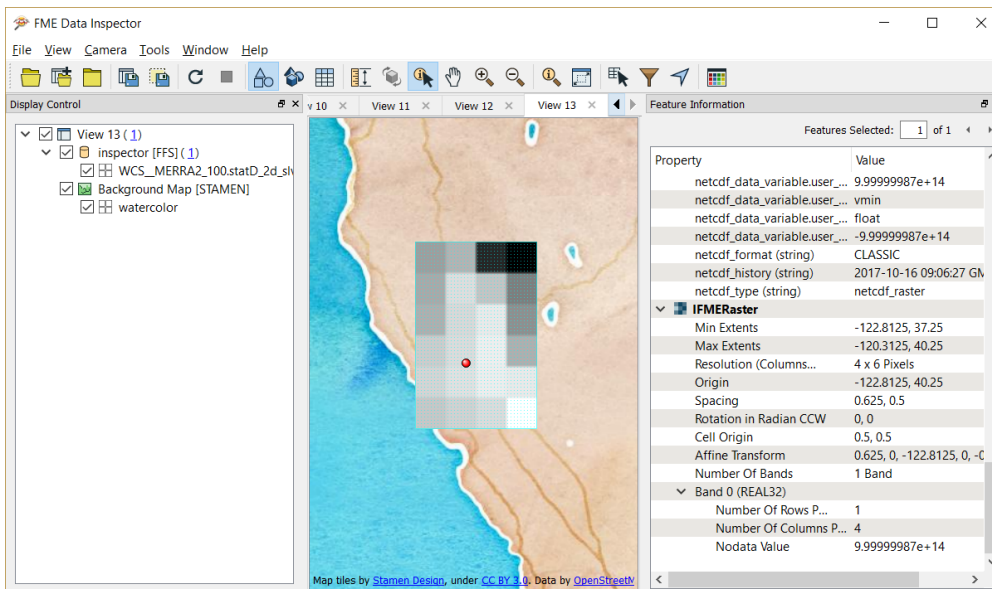 FME Data Inspector
File View Camera Tools Window Help
Display Control
View 13 (1)
inspector [FFS] (1)
WCS__MERRA2_100.statD_2d_slv
Background Map [STAMEN]
watercolor
v 10 View 11 View 12 View 13
Map tiles by Stamen Design, under CC BY 3.0. Data by OpenStreetM
Feature Information
Features Selected: 1 of 1
Property Value
netcdf_data_variable.user_... 9.99999987e+14
netcdf_data_variable.user_... vmin
netcdf_data_variable.user_... float
netcdf_data_variable.user_... -9.99999987e+14
netcdf_format (string) CLASSIC
netcdf_history (string) 2017-10-16 09:06:27 GM
netcdf_type (string) netcdf_raster
IFMERaster
Min Extents -122.8125, 37.25
Max Extents -120.3125, 40.25
Resolution (Columns... 4 x 6 Pixels
Origin -122.8125, 40.25
Spacing 0.625, 0.5
Rotation in Radian CCW 0, 0
Cell Origin 0.5, 0.5
Affine Transform 0.625, 0, -122.8125, 0, -0
Number Of Bands 1 Band
Band 0 (REAL32)
Number Of Rows P... 1
Number Of Columns P... 4
Nodata Value 9.99999987e+14